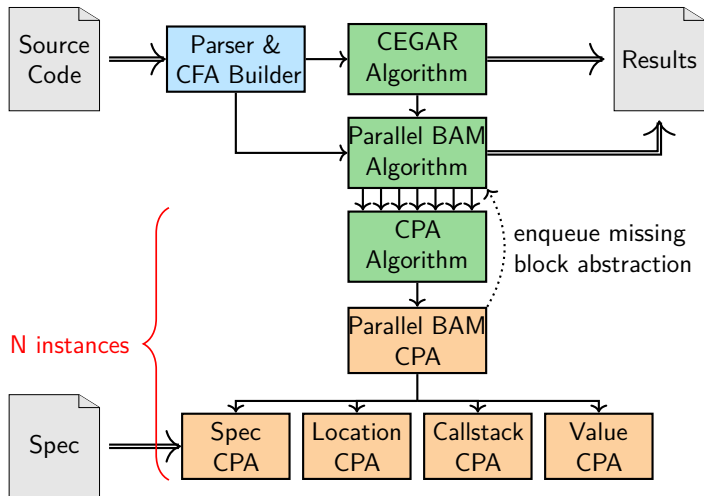 Source
Code
Parser &
CFA Builder
CEGAR
Algorithm
Results
Parallel BAM
Algorithm
CPA
Algorithm
enqueue missing
block abstraction
Parallel BAM
CPA
N instances
Spec
Spec
CPA
Location
CPA
Callstack
CPA
Value
CPA